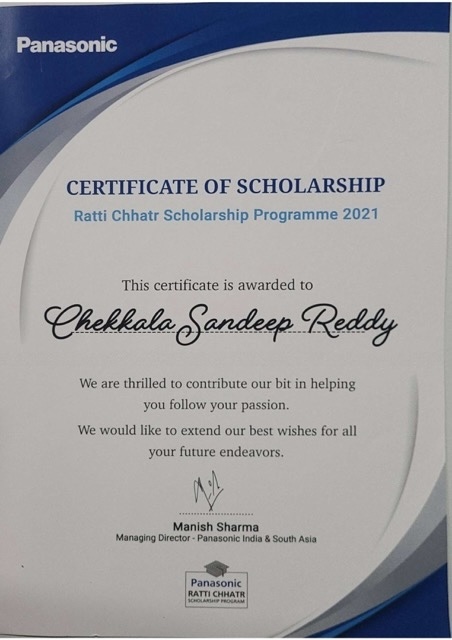 Panasonic
CERTIFICATE OF SCHOLARSHIP
Ratti Chhatr Scholarship Programme 2021
This certificate is awarded to
Chekkala Sandeep Reddy
We are thrilled to contribute our bit in helping
you follow your passion.
We would like to extend our best wishes for all
your future endeavors.
Manish Sharma
Managing Director - Panasonic India & South Asia
Panasonic
RATTI CHHATR
SCHOLARSHIP PROGRAM